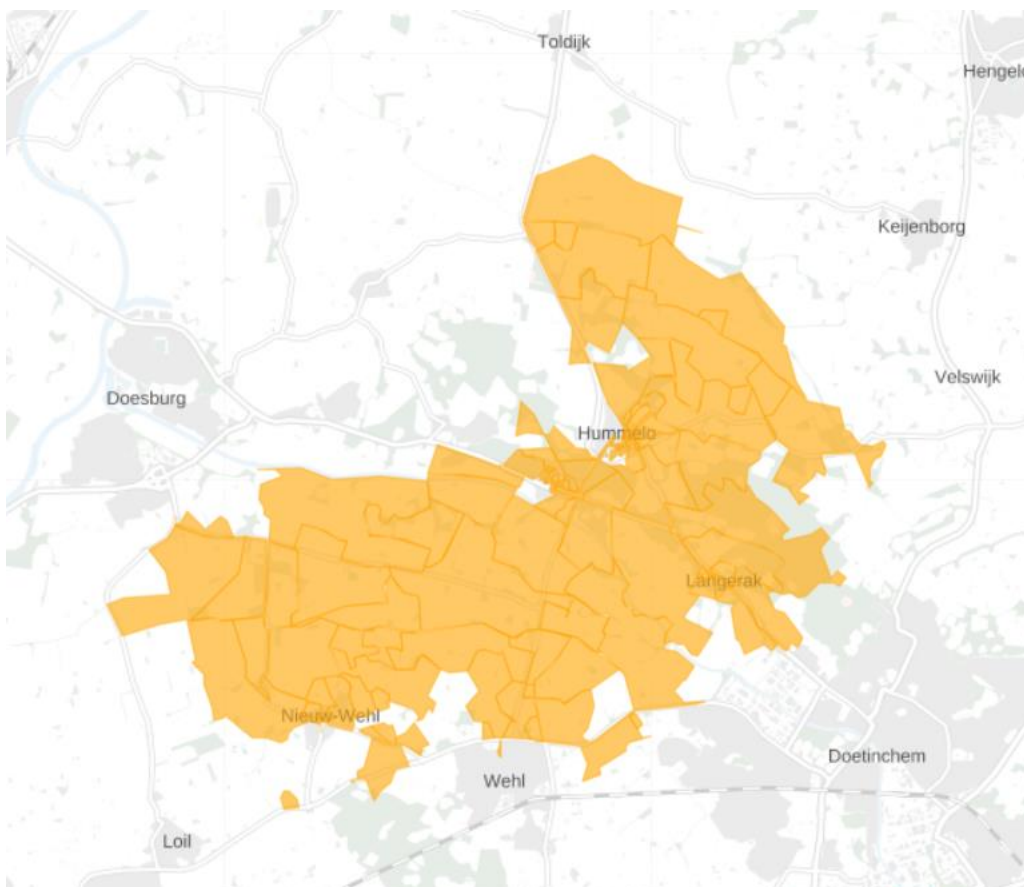 Toldijk
Hengelo
Keijenborg
Velswijk
Doesburg
Hummelo
Langerak
Nieuw-Wehl
Doetinchem
Wehl
Loil